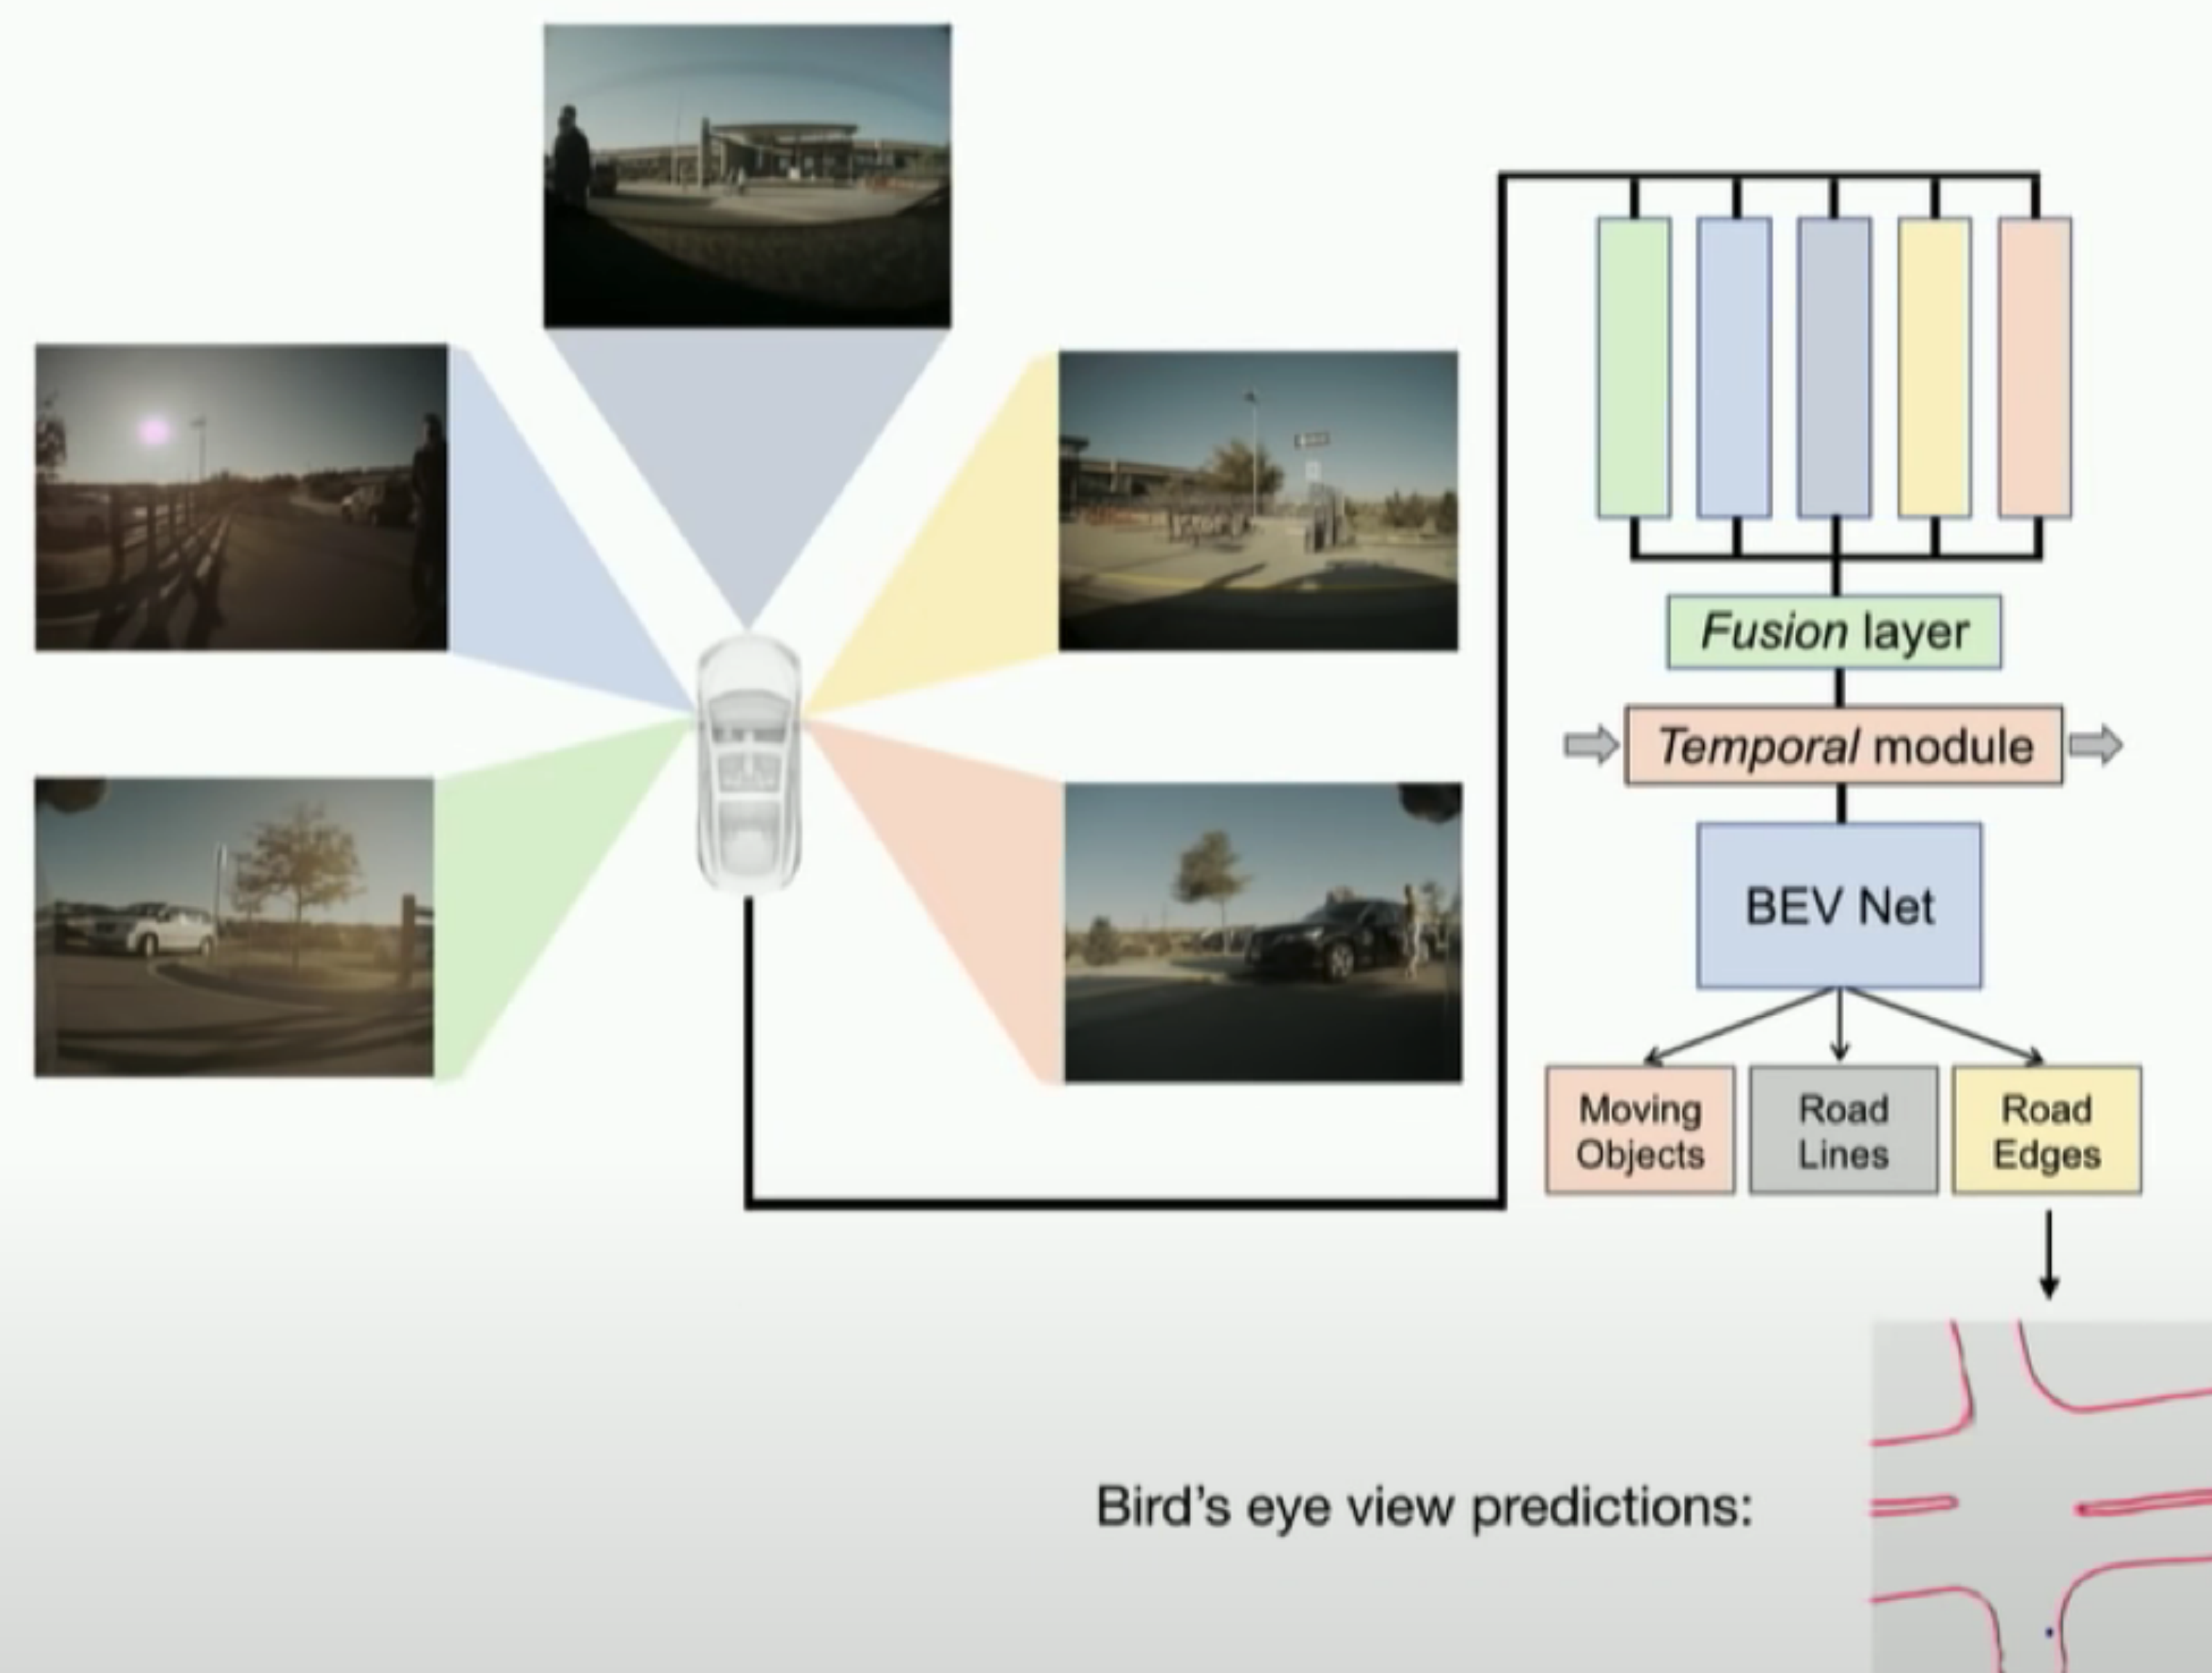 Fusion layer
Temporal module
BEV Net
Moving
Objects
Road
Lines
Road
Edges
Bird's eye view predictions: